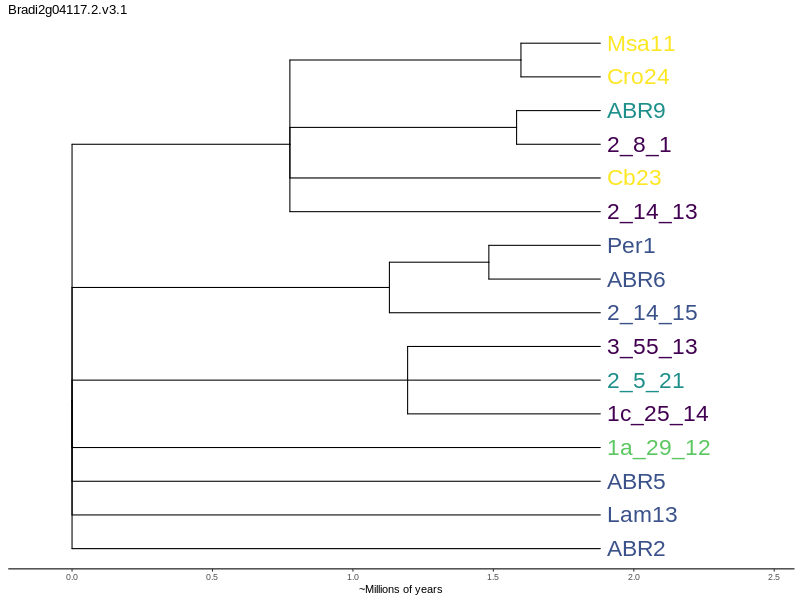 Bradi2g04117.2.v3.1
Msa11
Cro24
ABR9
2_8_1
Cb23
2_14_13
Per1
ABR6
2_14_15
3_55_13
2_5_21
1c_25_14
1a_29_12
ABR5
Lam13
ABR2
0.0 0.5 1.0 1.5 2.0 2.5
~Millions of years